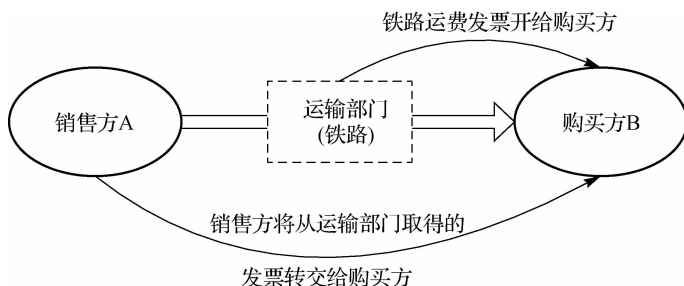 铁路运费发票开给购买方
销售方A
运输部门
(铁路)
购买方B
销售方将从运输部门取得的
发票转交给购买方